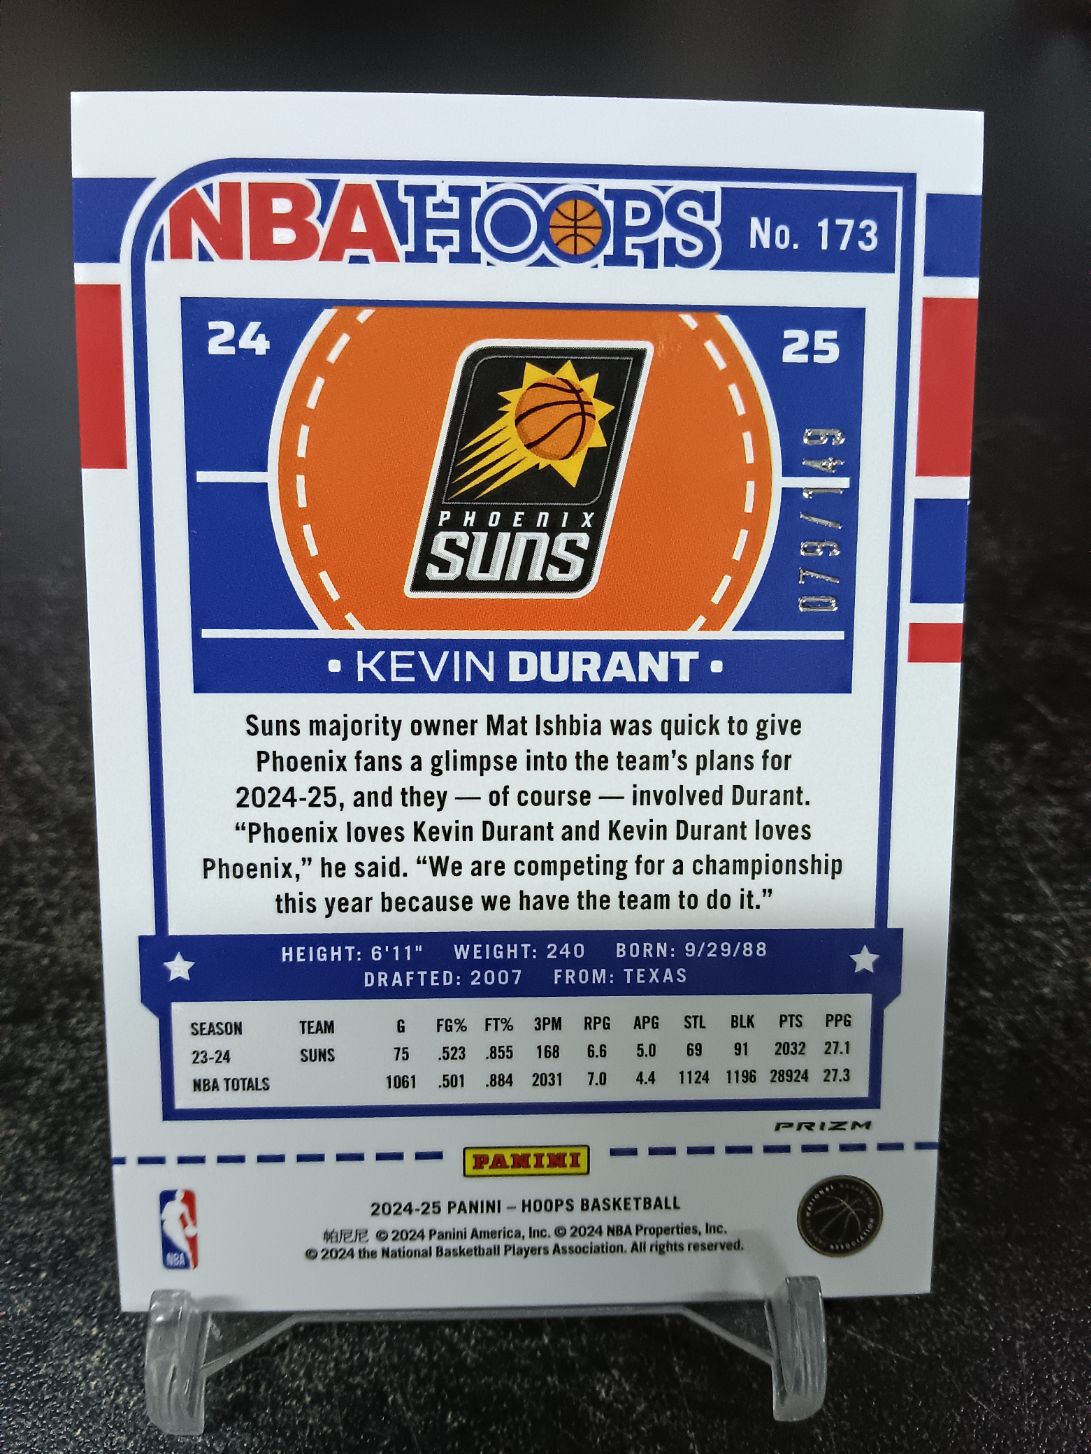 NBA HOOPS No. 173
24 25
079/149
PHOENIX
SUNS
• KEVIN DURANT •
Suns majority owner Mat Ishbia was quick to give
Phoenix fans a glimpse into the team’s plans for
2024-25, and they — of course — involved Durant.
“Phoenix loves Kevin Durant and Kevin Durant loves
Phoenix,” he said. “We are competing for a championship
this year because we have the team to do it.”
HEIGHT: 6'11" WEIGHT: 240 BORN: 9/29/88
DRAFTED: 2007 FROM: TEXAS
SEASON TEAM G FG% FT% 3PM RPG APG STL BLK PTS PPG
23-24 SUNS 75 .523 .855 168 6.6 5.0 69 91 2032 27.1
NBA TOTALS 1061 .501 .884 2031 7.0 4.4 1124 1196 28924 27.3
PRIZM
PANINI
2024-25 PANINI – HOOPS BASKETBALL
帕尼尼 © 2024 Panini America, Inc. © 2024 NBA Properties, Inc.
© 2024 the National Basketball Players Association. All rights reserved.
NBA